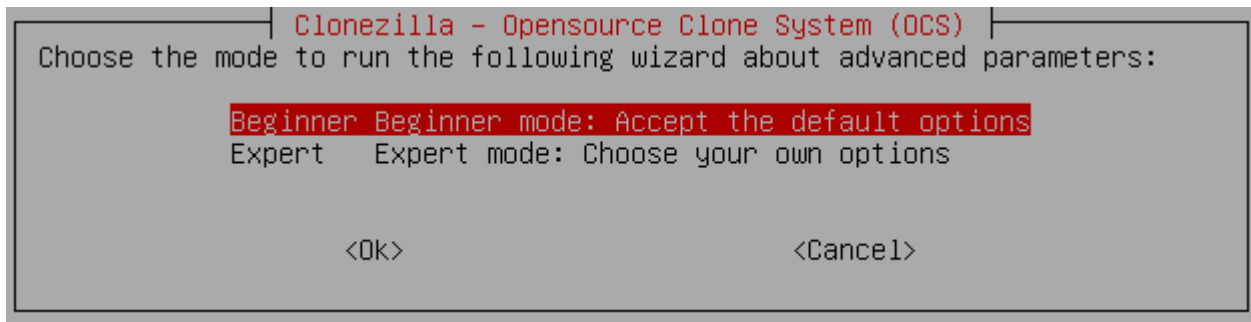 Clonezilla - Opensource Clone System (OCS)
Choose the mode to run the following wizard about advanced parameters:
Beginner Beginner mode: Accept the default options
Expert Expert mode: Choose your own options
<Ok> <Cancel>